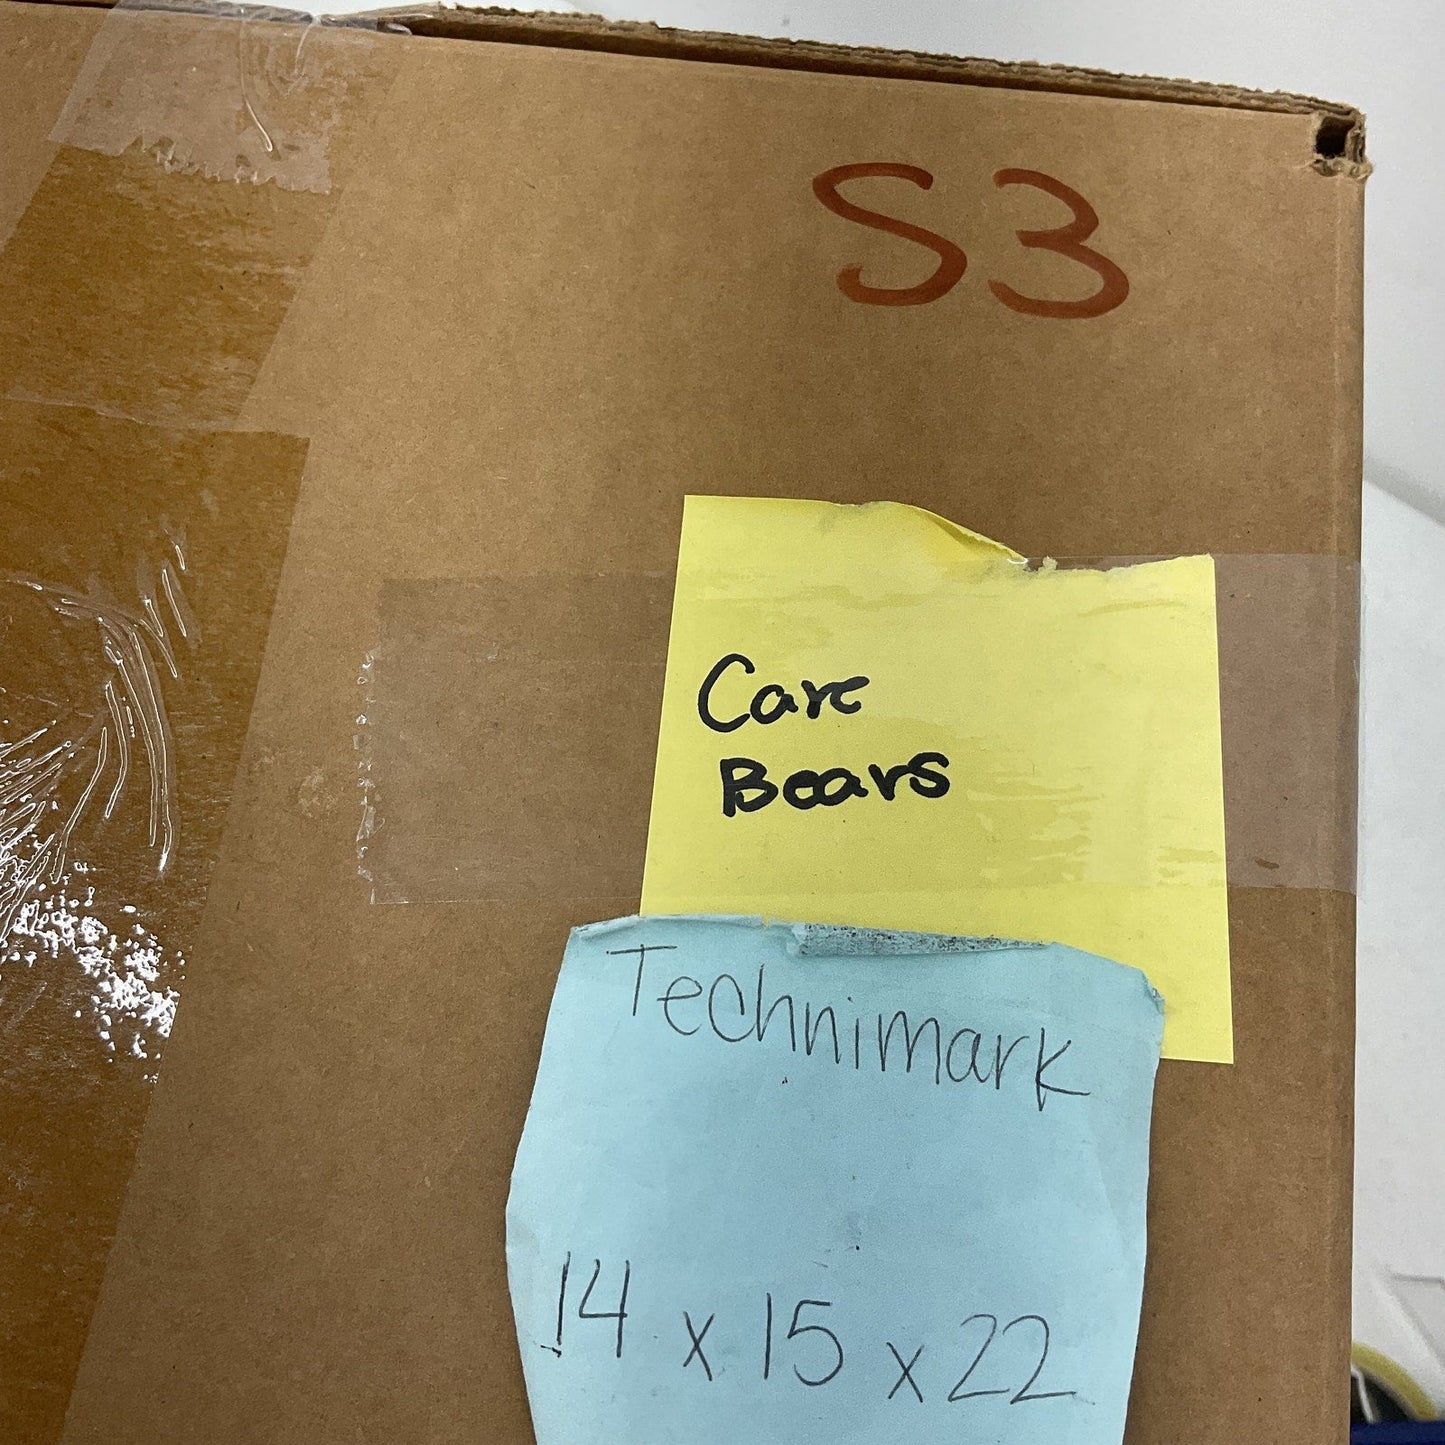 S3
Care
Bears
Technimark
14 x 15 x 22